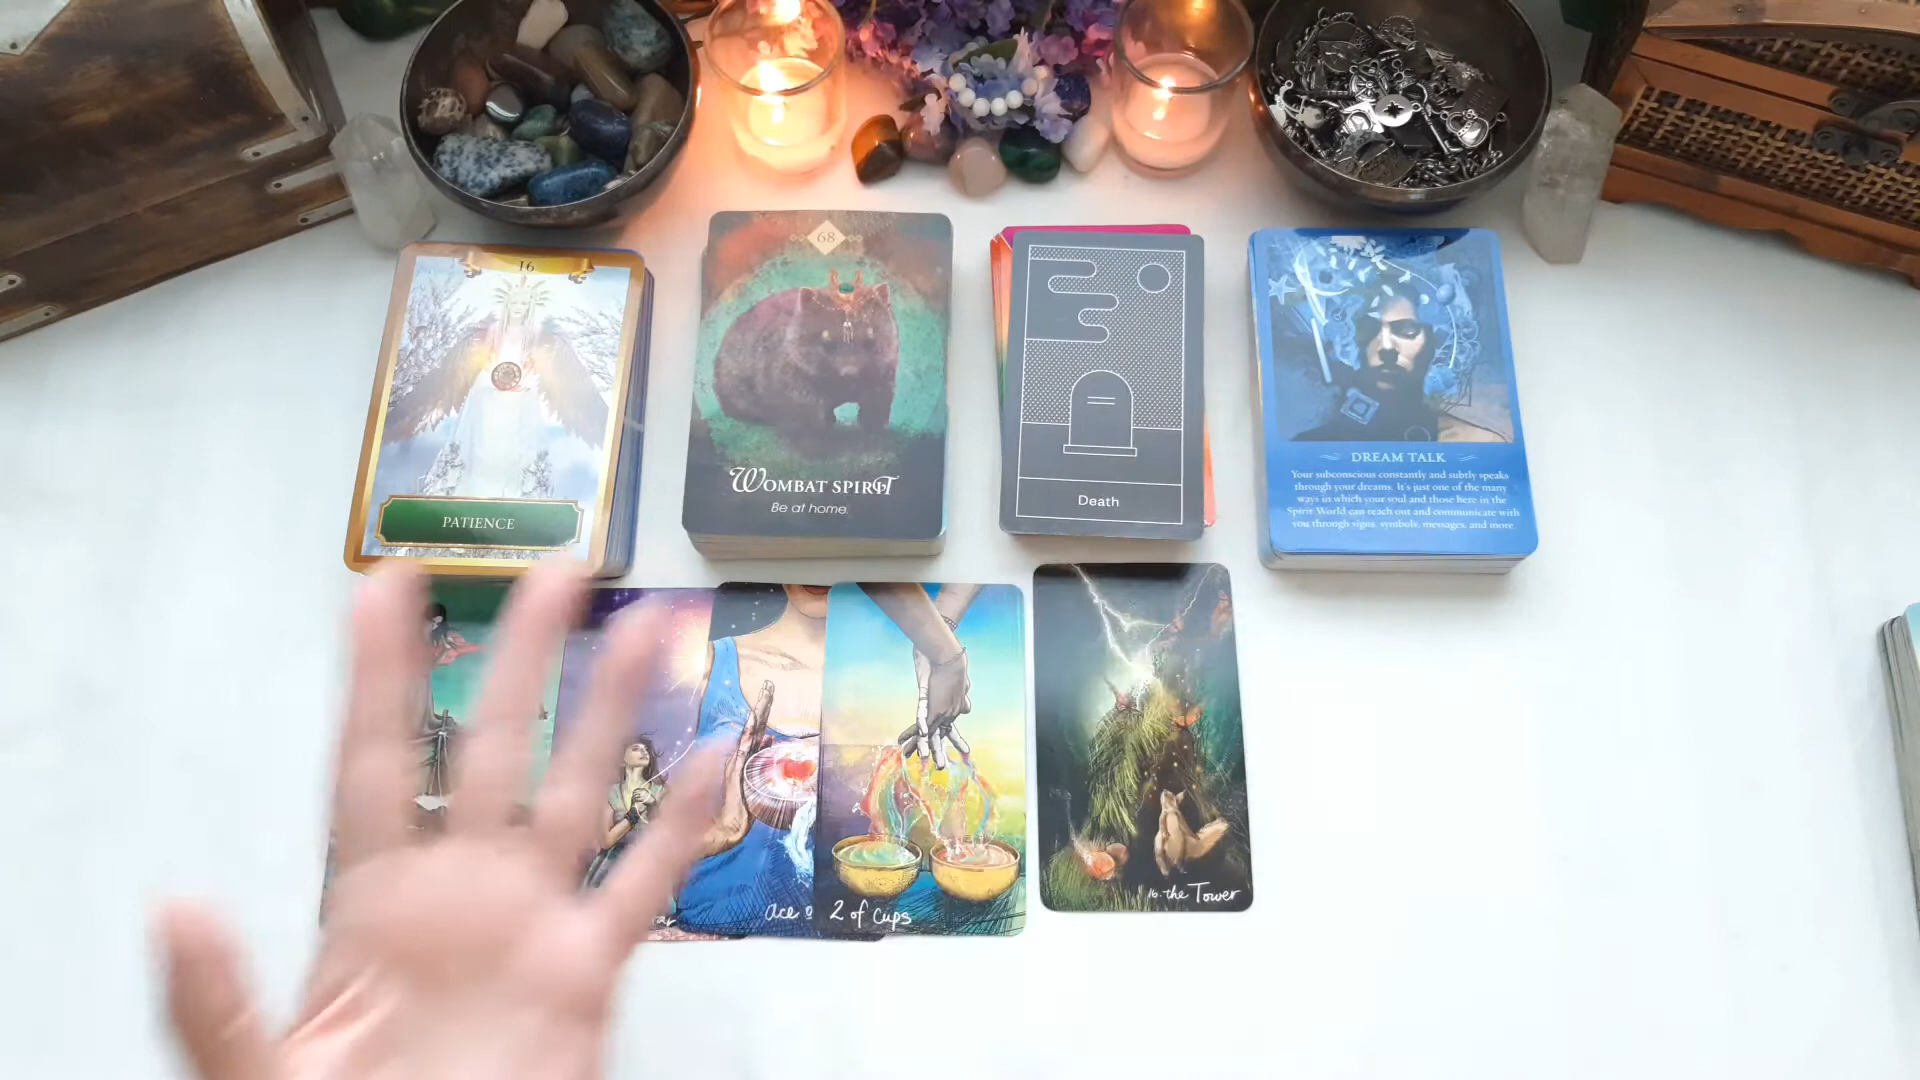 16
PATIENCE
68
WOMBAT SPIRIT
Be at home.
Death
DREAM TALK
Your subconscious constantly and subtly speaks
through your dreams. It's just one of the many
ways in which your soul and those here in the
Spirit World can reach out and communicate with
you through signs, symbols, messages, and more.
ace
2 of cups
16. the Tower